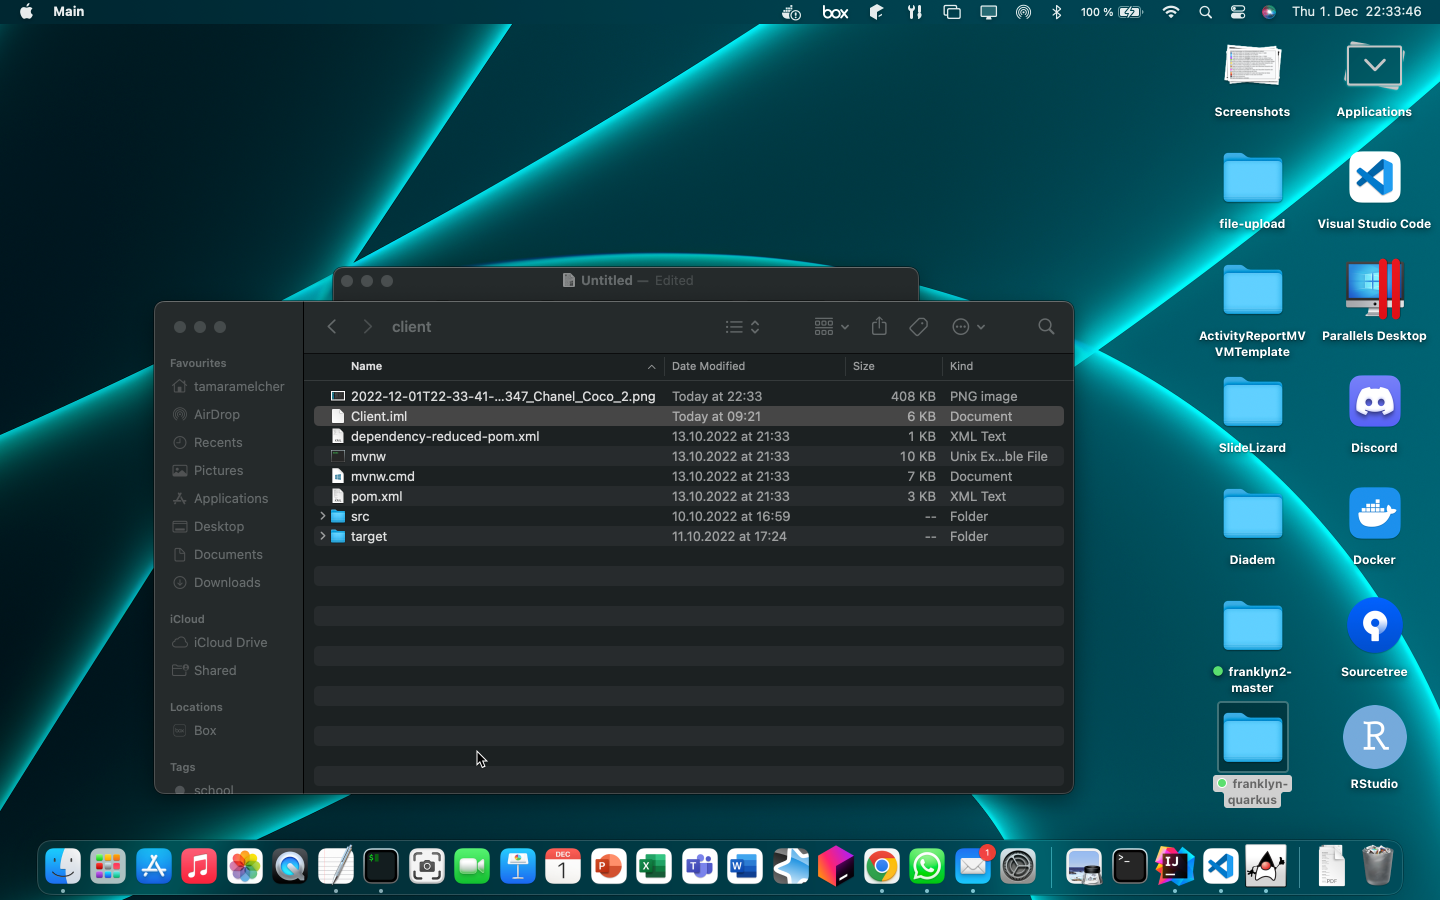 Main
box
100 %
Thu 1. Dec 22:33:46
Screenshots
Applications
file-upload
Visual Studio Code
ActivityReportMV
VMTemplate
Parallels Desktop
SlideLizard
Discord
Diadem
Docker
franklyn2-
master
Sourcetree
franklyn-
quarkus
R
RStudio
Untitled — Edited
client
Favourites
tamaramelcher
AirDrop
Recents
Pictures
Applications
Desktop
Documents
Downloads
iCloud
iCloud Drive
Shared
Locations
Box
Tags
school
Name Date Modified Size Kind
2022-12-01T22-33-41-...347_Chanel_Coco_2.png Today at 22:33 408 KB PNG image
Client.iml Today at 09:21 6 KB Document
dependency-reduced-pom.xml 13.10.2022 at 21:33 1 KB XML Text
mvnw 13.10.2022 at 21:33 10 KB Unix Ex...ble File
mvnw.cmd 13.10.2022 at 21:33 7 KB Document
pom.xml 13.10.2022 at 21:33 3 KB XML Text
src 10.10.2022 at 16:59 -- Folder
target 11.10.2022 at 17:24 -- Folder
DEC
1
P
X
T
W
1
IJ
PDF